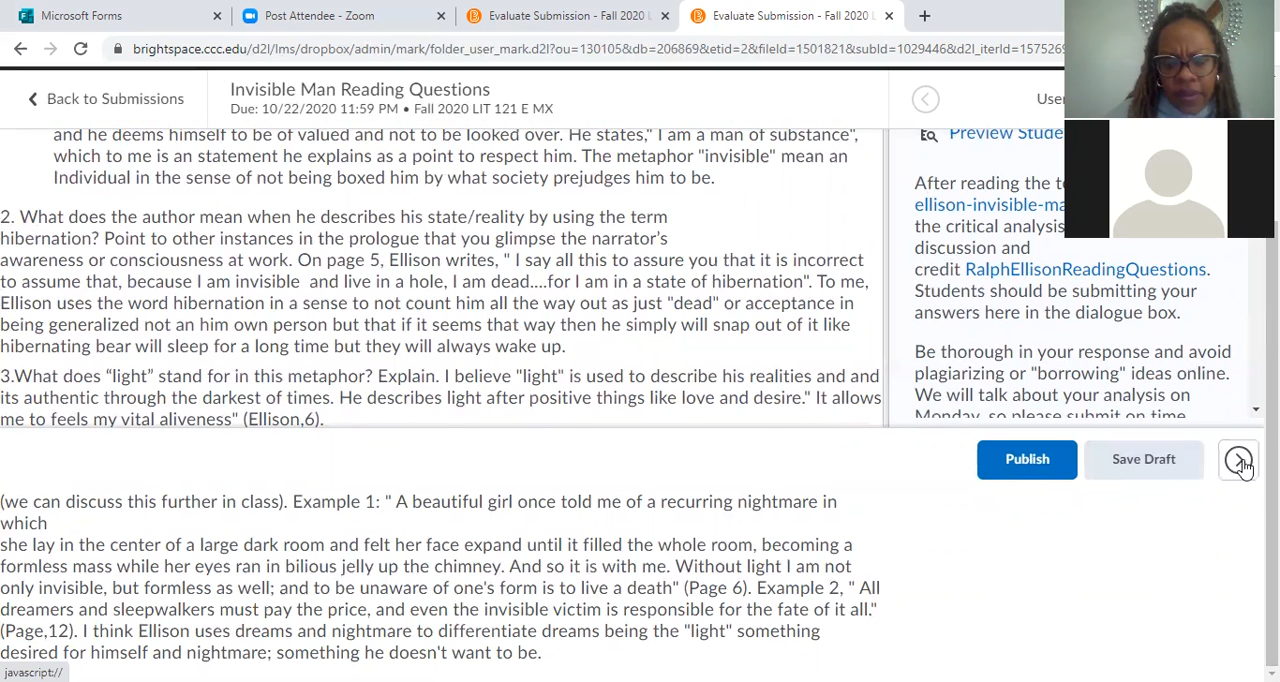 Microsoft Forms
Post Attendee - Zoom
Evaluate Submission - Fall 2020 L
Evaluate Submission - Fall 2020
brightspace.ccc.edu/d2l/lms/dropbox/admin/mark/folder_user_mark.d2l?ou=130105&db=206869&etid=2&fileId=1501821&subId=1029446&d2l_iterId=1575269
Back to Submissions
Invisible Man Reading Questions
Due: 10/22/2020 11:59 PM • Fall 2020 LIT 121 E MX
User
and he deems himself to be of valued and not to be looked over. He states," I am a man of substance",
which to me is an statement he explains as a point to respect him. The metaphor "invisible" mean an
Individual in the sense of not being boxed him by what society prejudges him to be.
2. What does the author mean when he describes his state/reality by using the term
hibernation? Point to other instances in the prologue that you glimpse the narrator’s
awareness or consciousness at work. On page 5, Ellison writes, " I say all this to assure you that it is incorrect
to assume that, because I am invisible and live in a hole, I am dead....for I am in a state of hibernation". To me,
Ellison uses the word hibernation in a sense to not count him all the way out as just "dead" or acceptance in
being generalized not an him own person but that if it seems that way then he simply will snap out of it like
hibernating bear will sleep for a long time but they will always wake up.
3.What does “light” stand for in this metaphor? Explain. I believe "light" is used to describe his realities and and
its authentic through the darkest of times. He describes light after positive things like love and desire." It allows
me to feels my vital aliveness" (Ellison,6).
Preview Stude
After reading the te
ellison-invisible-ma
the critical analysis
discussion and
credit RalphEllisonReadingQuestions.
Students should be submitting your
answers here in the dialogue box.
Be thorough in your response and avoid
plagiarizing or "borrowing" ideas online.
We will talk about your analysis on
Monday, so please submit on time
Publish
Save Draft
(we can discuss this further in class). Example 1: " A beautiful girl once told me of a recurring nightmare in
which
she lay in the center of a large dark room and felt her face expand until it filled the whole room, becoming a
formless mass while her eyes ran in bilious jelly up the chimney. And so it is with me. Without light I am not
only invisible, but formless as well; and to be unaware of one's form is to live a death" (Page 6). Example 2, " All
dreamers and sleepwalkers must pay the price, and even the invisible victim is responsible for the fate of it all."
(Page,12). I think Ellison uses dreams and nightmare to differentiate dreams being the "light" something
desired for himself and nightmare; something he doesn't want to be.
javascript://